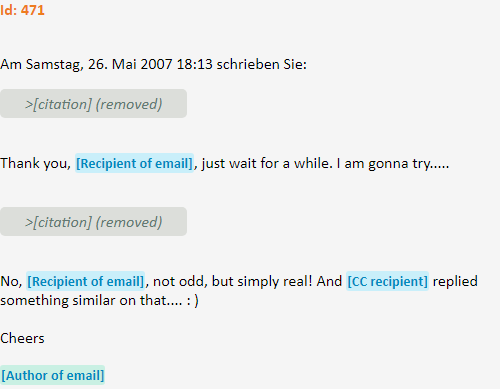 Id: 471
Am Samstag, 26. Mai 2007 18:13 schrieben Sie:
>[citation] (removed)
Thank you, [Recipient of email], just wait for a while. I am gonna try.....
>[citation] (removed)
No, [Recipient of email], not odd, but simply real! And [CC recipient] replied
something similar on that.... : )
Cheers
[Author of email]